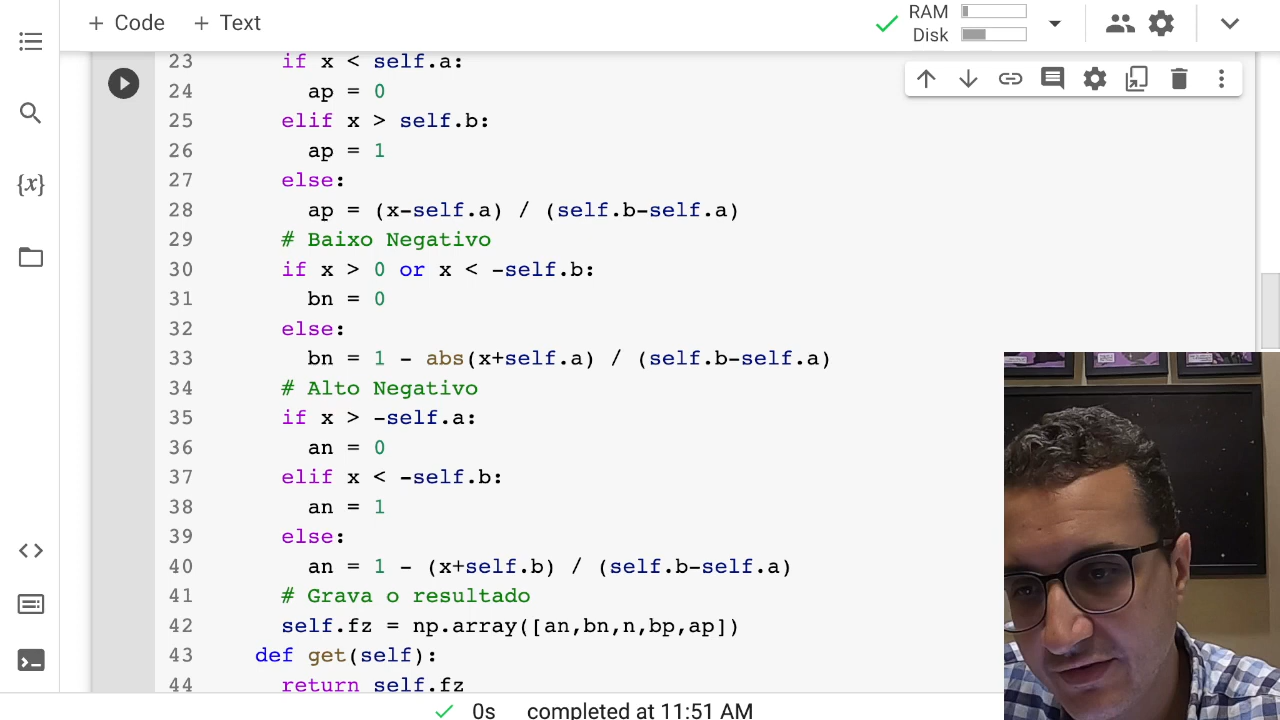 + Code + Text
RAM
Disk
{x}
23 if x < self.a:
24 ap = 0
25 elif x > self.b:
26 ap = 1
27 else:
28 ap = (x-self.a) / (self.b-self.a)
29 # Baixo Negativo
30 if x > 0 or x < -self.b:
31 bn = 0
32 else:
33 bn = 1 - abs(x+self.a) / (self.b-self.a)
34 # Alto Negativo
35 if x > -self.a:
36 an = 0
37 elif x < -self.b:
38 an = 1
39 else:
40 an = 1 - (x+self.b) / (self.b-self.a)
41 # Grava o resultado
42 self.fz = np.array([an,bn,n,bp,ap])
43 def get(self):
44 return self.fz
0s completed at 11:51 AM